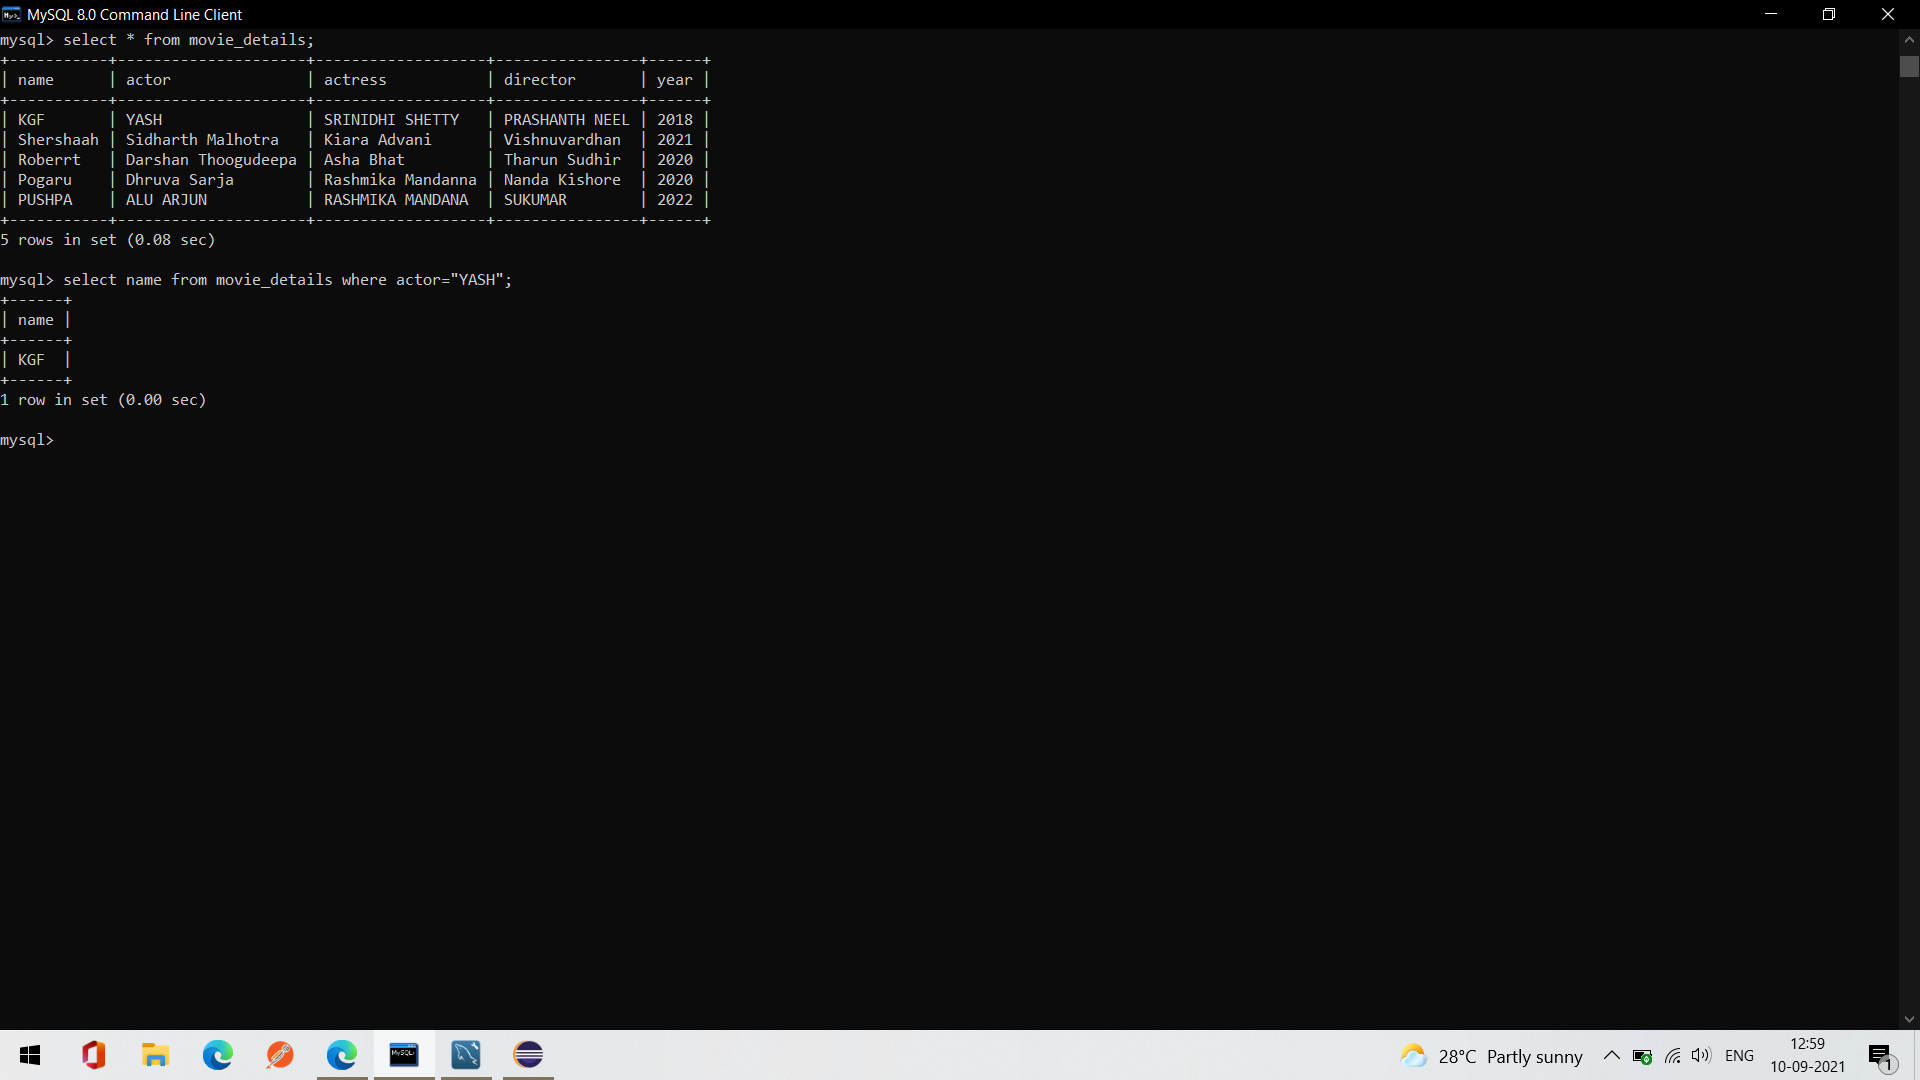 MySQL 8.0 Command Line Client
mysql> select * from movie_details;
+-----------+---------------------+-------------------+----------------+------+
| name      | actor               | actress           | director       | year |
+-----------+---------------------+-------------------+----------------+------+
| KGF       | YASH                | SRINIDHI SHETTY   | PRASHANTH NEEL | 2018 |
| Shershaah | Sidharth Malhotra   | Kiara Advani      | Vishnuvardhan  | 2021 |
| Roberrt   | Darshan Thoogudeepa | Asha Bhat         | Tharun Sudhir  | 2020 |
| Pogaru    | Dhruva Sarja        | Rashmika Mandanna | Nanda Kishore  | 2020 |
| PUSHPA    | ALU ARJUN           | RASHMIKA MANDANA  | SUKUMAR        | 2022 |
+-----------+---------------------+-------------------+----------------+------+
5 rows in set (0.08 sec)
mysql> select name from movie_details where actor="YASH";
+------+
| name |
+------+
| KGF  |
+------+
1 row in set (0.00 sec)
mysql>
28°C Partly sunny
ENG
12:59
10-09-2021
1